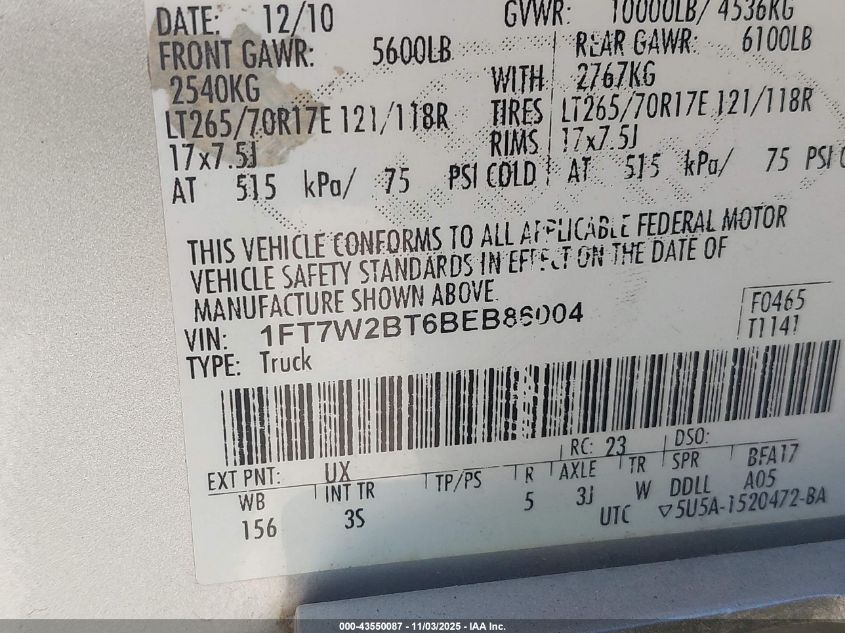 DATE: 12/10 GVWR: 10000LB/ 4536KG
FRONT GAWR: 5600LB REAR GAWR: 6100LB
2540KG WITH 2767KG
LT265/70R17E 121/118R TIRES LT265/70R17E 121/118R
17x7.5J RIMS 17x7.5J
AT 515 kPa/ 75 PSI COLD AT 515 kPa/ 75 PSI
THIS VEHICLE CONFORMS TO ALL APPLICABLE FEDERAL MOTOR
VEHICLE SAFETY STANDARDS IN EFFECT ON THE DATE OF
MANUFACTURE SHOWN ABOVE.
VIN: 1FT7W2BT6BEB86004 F0465
TYPE: Truck T1141
EXT PNT: UX RC: 23 DSO:
WB INT TR TP/PS R AXLE TR SPR BFA17
156 3S 5 3J W DDLL A05
UTC ▽5U5A-1520472-BA
000-43550087 - 11/03/2025 - IAA Inc.